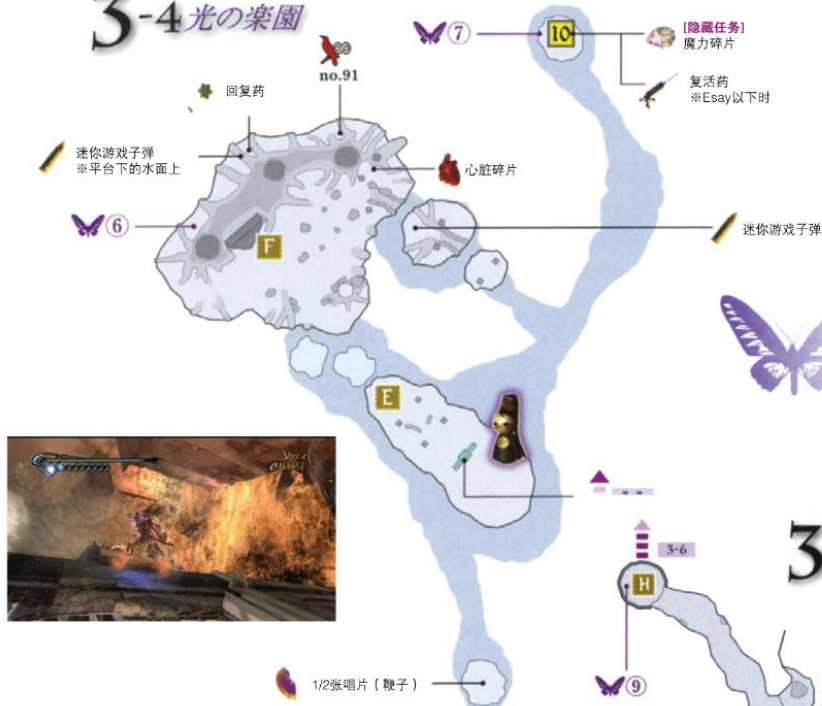 3-4 光の楽園
⑦
10
[隐藏任务]
魔力碎片
复活药
※Esay以下时
no.91
回复药
迷你游戏子弹
※平台下的水面上
心脏碎片
⑥
F
迷你游戏子弹
E
3-6
3
H
1/2张唱片（鞭子）
⑨